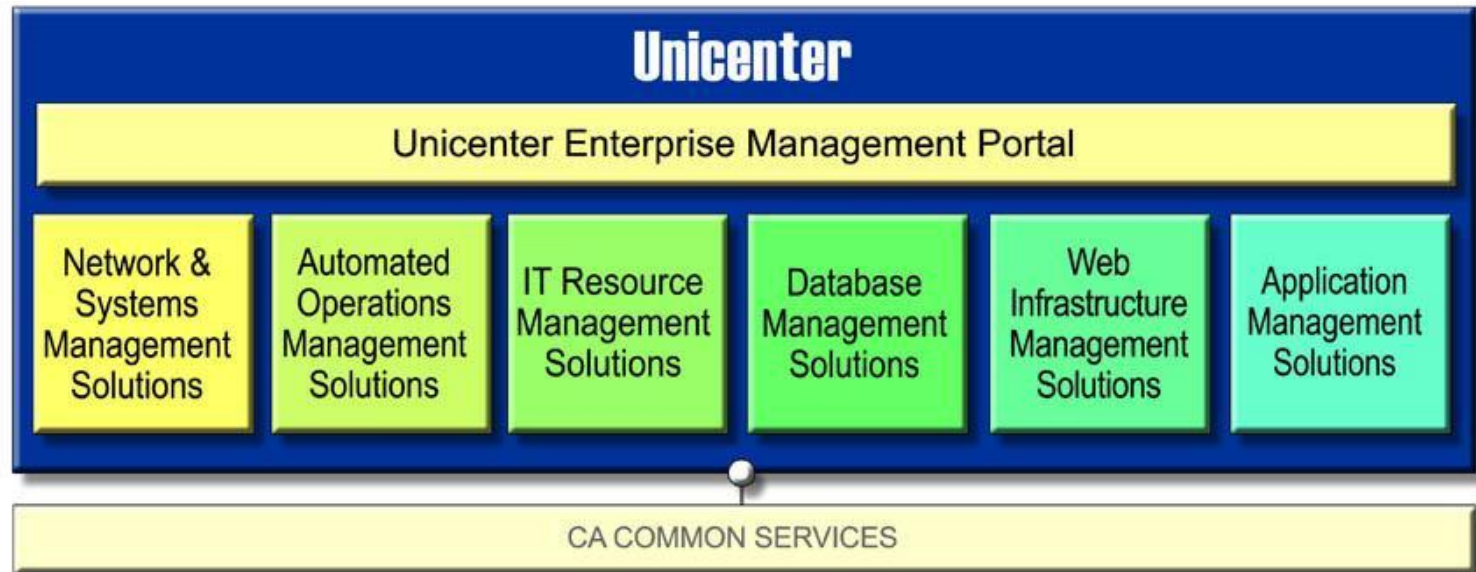 Unicenter
Unicenter Enterprise Management Portal
Network &
Systems
Management
Solutions
Automated
Operations
Management
Solutions
IT Resource
Management
Solutions
Database
Management
Solutions
Web
Infrastructure
Management
Solutions
Application
Management
Solutions
CA COMMON SERVICES